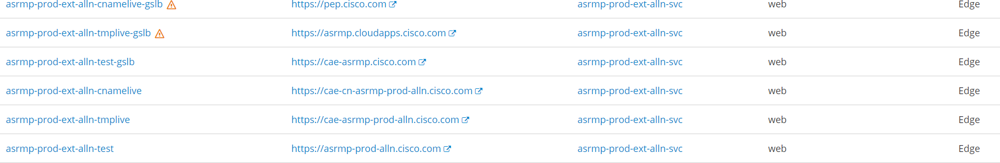 asrmp-prod-ext-alln-cnamelive-gslb https://pep.cisco.com asrmp-prod-ext-alln-svc web Edge
asrmp-prod-ext-alln-tmplive-gslb https://asrmp.cloudapps.cisco.com asrmp-prod-ext-alln-svc web Edge
asrmp-prod-ext-alln-test-gslb https://cae-asrmp.cisco.com asrmp-prod-ext-alln-svc web Edge
asrmp-prod-ext-alln-cnamelive https://cae-cn-asrmp-prod-alln.cisco.com asrmp-prod-ext-alln-svc web Edge
asrmp-prod-ext-alln-tmplive https://cae-asrmp-prod-alln.cisco.com asrmp-prod-ext-alln-svc web Edge
asrmp-prod-ext-alln-test https://asrmp-prod-alln.cisco.com asrmp-prod-ext-alln-svc web Edge